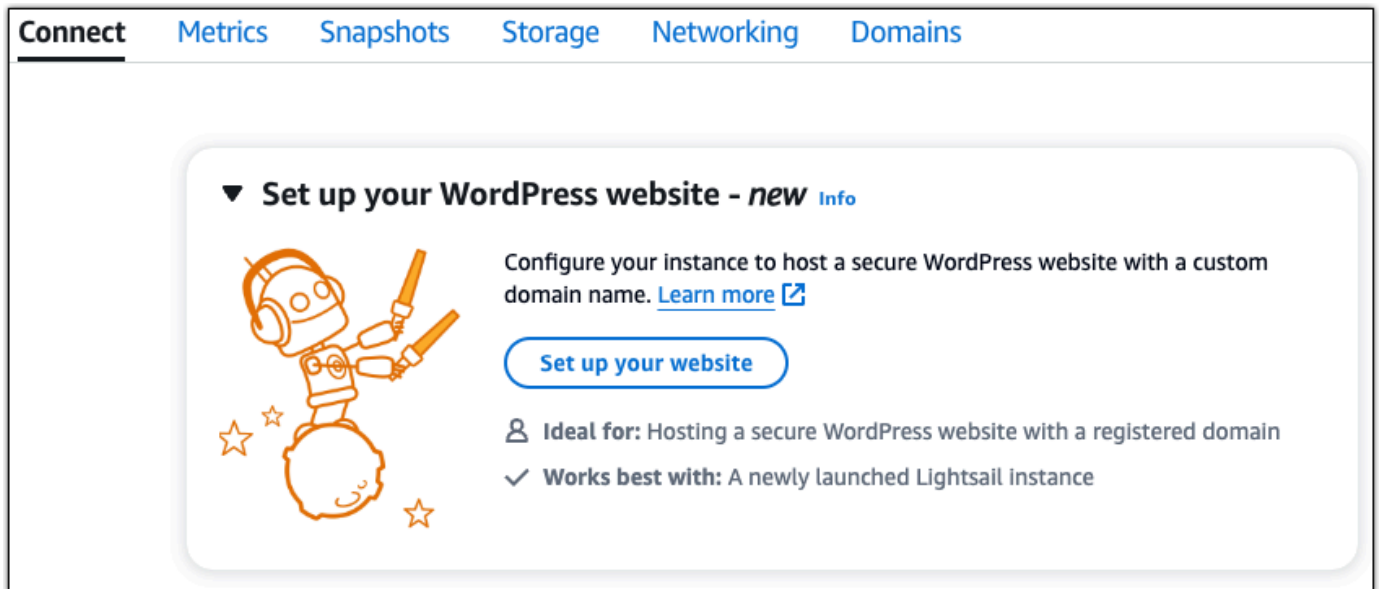 Connect Metrics Snapshots Storage Networking Domains
Set up your WordPress website - new Info
Configure your instance to host a secure WordPress website with a custom
domain name. Learn more
Set up your website
Ideal for: Hosting a secure WordPress website with a registered domain
Works best with: A newly launched Lightsail instance